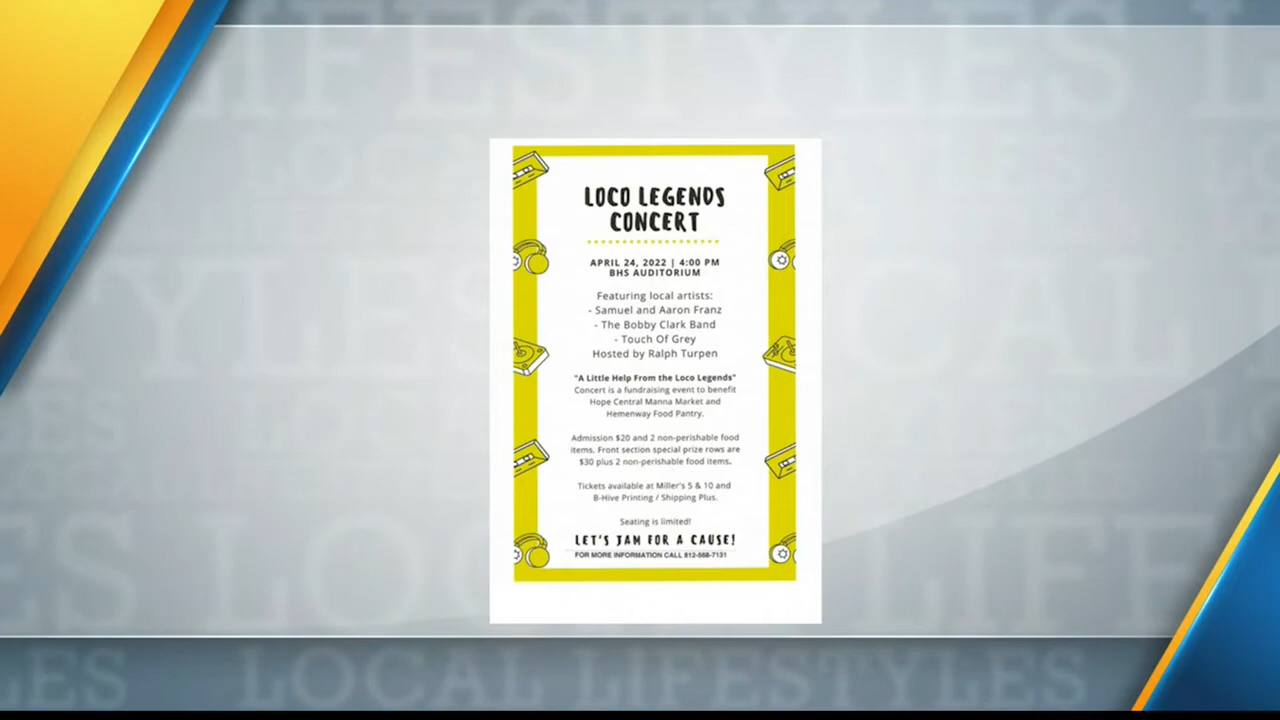 LIFESTYLES
LOCO LEGENDS
CONCERT
APRIL 24, 2022 | 4:00 PM
BHS AUDITORIUM
Featuring local artists:
- Samuel and Aaron Franz
- The Bobby Clark Band
- Touch Of Grey
Hosted by Ralph Turpen
"A Little Help From the Loco Legends"
Concert is a fundraising event to benefit
Hope Central Manna Market and
Hemenway Food Pantry.
Admission $20 and 2 non-perishable food
items. Front section special prize rows are
$30 plus 2 non-perishable food items.
Tickets available at Miller's 5 & 10 and
B-Hive Printing / Shipping Plus.
Seating is limited!
LET'S JAM FOR A CAUSE!
FOR MORE INFORMATION CALL 812-568-7131
LOCAL LIFESTYLES